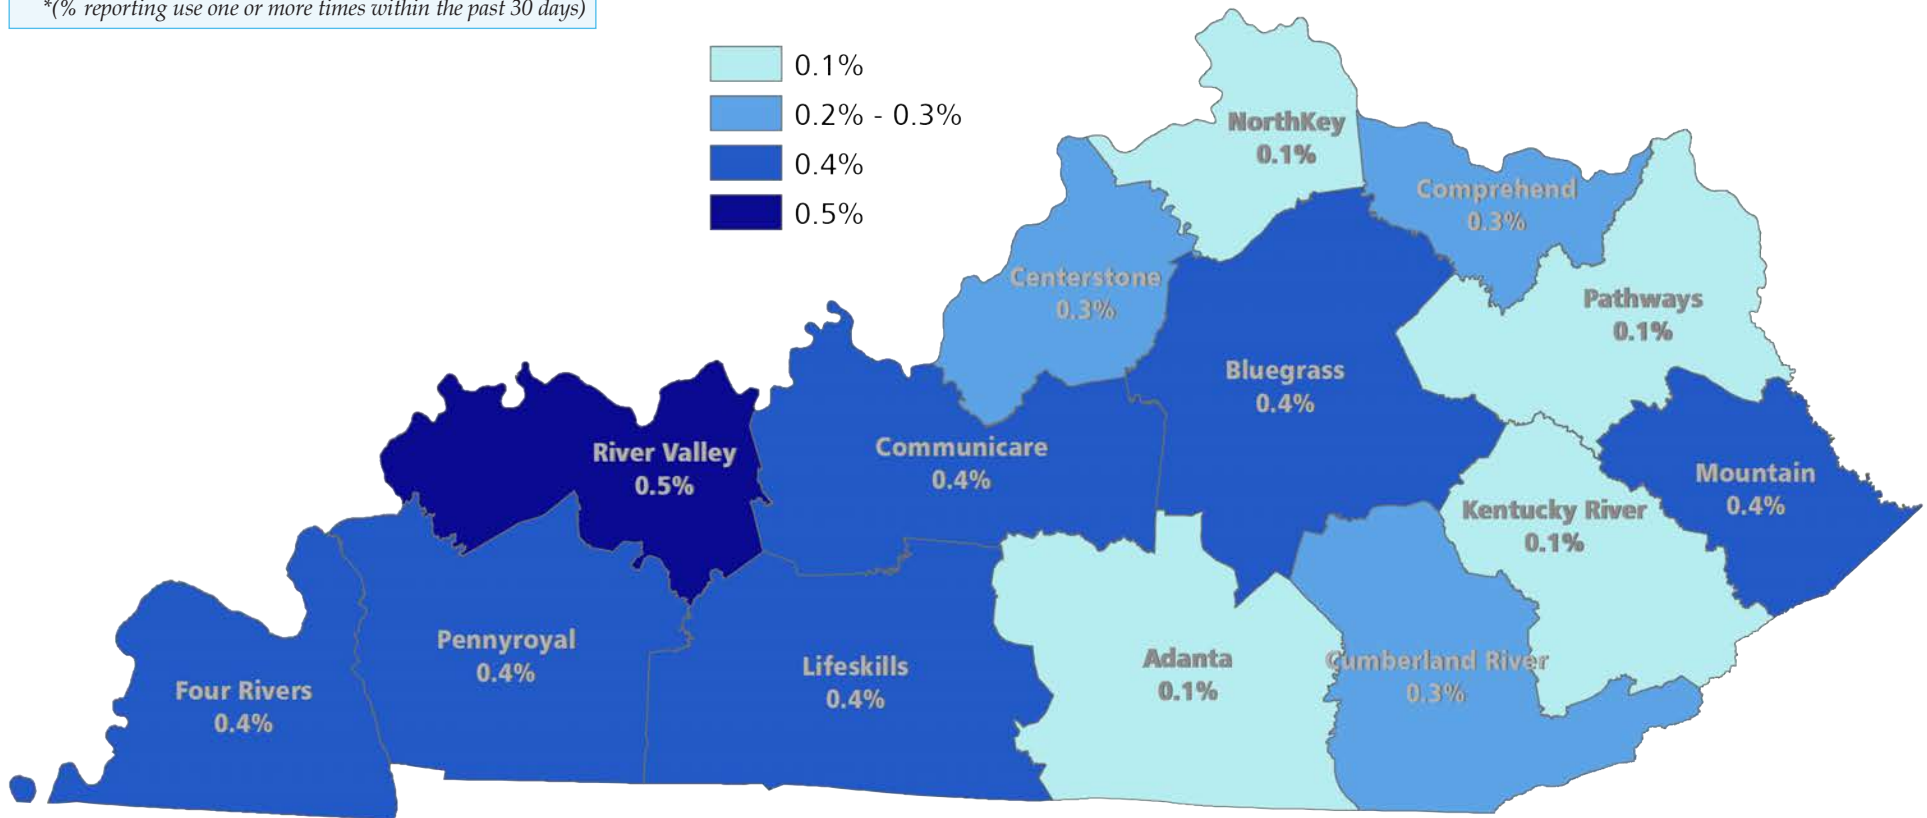 *(% reporting use one or more times within the past 30 days)
0.1%
0.2% - 0.3%
0.4%
0.5%
NorthKey
0.1%
Comprehend
0.3%
Centerstone
0.3%
Pathways
0.1%
Bluegrass
0.4%
River Valley
0.5%
Communicare
0.4%
Mountain
0.4%
Kentucky River
0.1%
Pennyroyal
0.4%
Lifeskills
0.4%
Adanta
0.1%
Cumberland River
0.3%
Four Rivers
0.4%